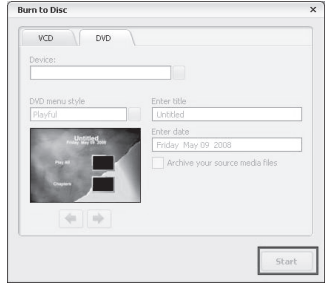 Burn to Disc
x
VCD
DVD
Device:
DVD menu style
Enter title
Playful
Untitled
Enter date
Friday May 09 2008
Archive your source media files
Untitled
Friday May 09 2008
Play All
Chapters
Start